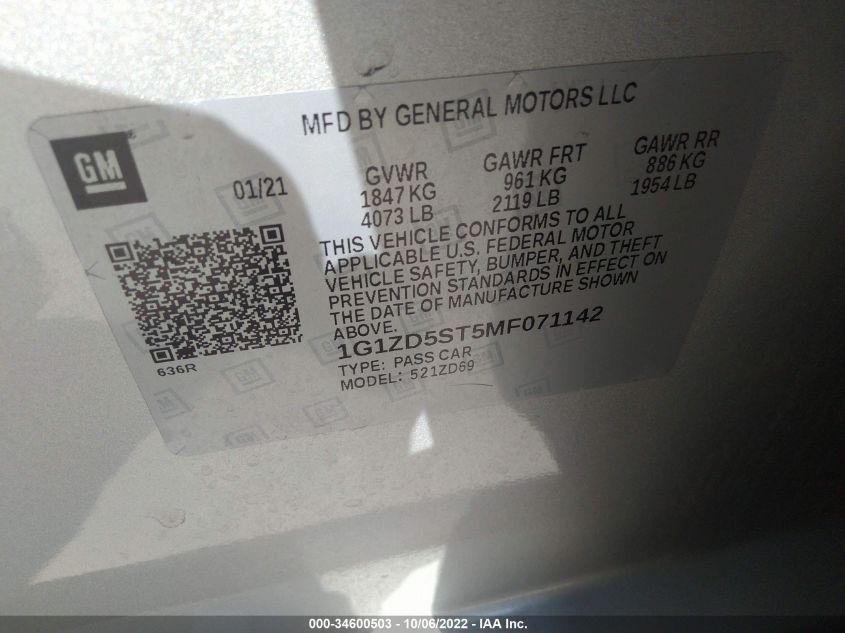 MFD BY GENERAL MOTORS LLC
GM
01/21
GVWR
1847 KG
4073 LB
GAWR FRT
961 KG
2119 LB
GAWR RR
886 KG
1954 LB
THIS VEHICLE CONFORMS TO ALL
APPLICABLE U.S. FEDERAL MOTOR
VEHICLE SAFETY, BUMPER, AND THEFT
PREVENTION STANDARDS IN EFFECT ON
THE DATE OF MANUFACTURE SHOWN
ABOVE.
1G1ZD5ST5MF071142
TYPE: PASS CAR
MODEL: 521ZD69
636R
000-34600503 - 10/06/2022 - IAA Inc.